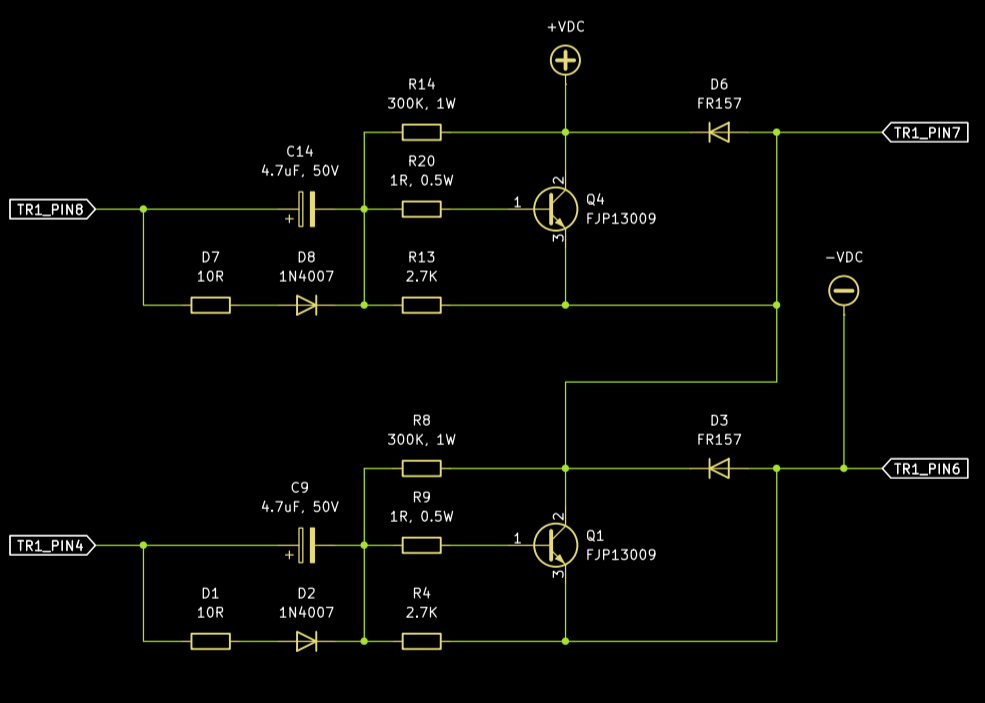 +VDC
R14
300K, 1W
D6
FR157
TR1_PIN7
C14
4.7uF, 50V
R20
1R, 0.5W
2
TR1_PIN8
+
1
Q4
FJP13009
3
D7
10R
D8
1N4007
R13
2.7K
-VDC
R8
300K, 1W
D3
FR157
TR1_PIN6
C9
4.7uF, 50V
R9
1R, 0.5W
2
TR1_PIN4
+
1
Q1
FJP13009
3
D1
10R
D2
1N4007
R4
2.7K